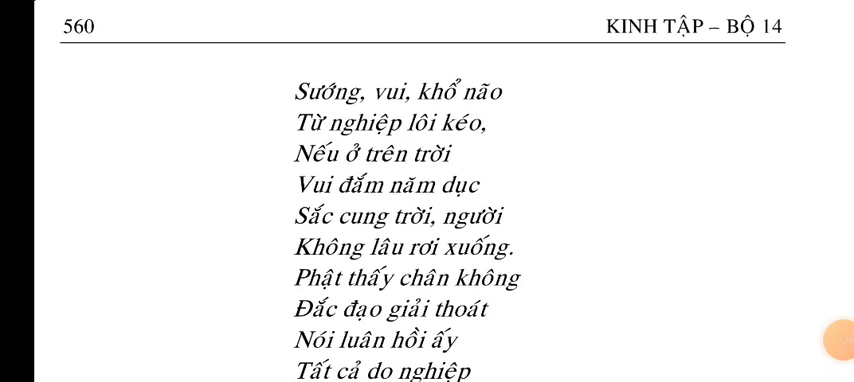 560 KINH TẬP – BỘ 14
Sướng, vui, khổ não
Từ nghiệp lôi kéo,
Nếu ở trên trời
Vui đắm năm dục
Sắc cung trời, người
Không lâu rơi xuống.
Phật thấy chân không
Đắc đạo giải thoát
Nói luân hồi ấy
Tất cả do nghiệp